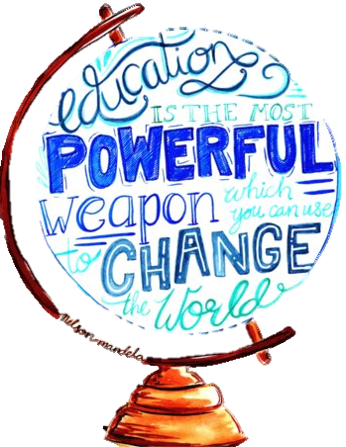 education
IS THE MOST
POWERFUL
weapon which
you can use
to CHANGE
the World
nelson mandela